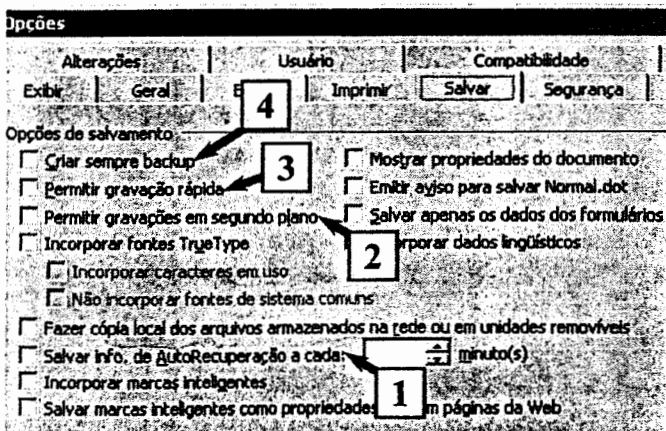 Opções
Alterações Usuário Compatibilidade
Exibir Geral E Imprimir Salvar Segurança
4
Opções de salvamento
Criar sempre backup Mostrar propriedades do documento
3
Permitir gravação rápida Emitir aviso para salvar Normal.dot
Permitir gravações em segundo plano Salvar apenas os dados dos formulários
2
Incorporar fontes TrueType orporar dados lingüísticos
Incorporar caracteres em uso
Não incorporar fontes de sistema comuns
Fazer cópia local dos arquivos armazenados na rede ou em unidades removíveis
Salvar info. de AutoRecuperação a cada: minuto(s)
1
Incorporar marcas inteligentes
Salvar marcas inteligentes como propriedades m páginas da Web